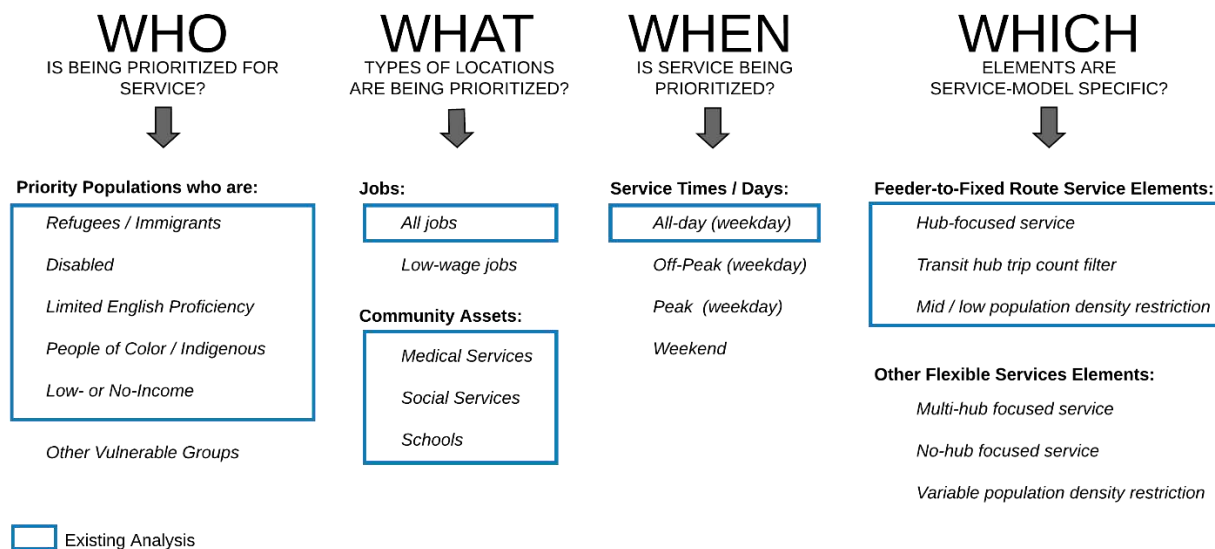 WHO
IS BEING PRIORITIZED FOR
SERVICE?
Priority Populations who are:
Refugees / Immigrants
Disabled
Limited English Proficiency
People of Color / Indigenous
Low- or No-Income
Other Vulnerable Groups
WHAT
TYPES OF LOCATIONS
ARE BEING PRIORITIZED?
Jobs:
All jobs
Low-wage jobs
Community Assets:
Medical Services
Social Services
Schools
WHEN
IS SERVICE BEING
PRIORITIZED?
Service Times / Days:
All-day (weekday)
Off-Peak (weekday)
Peak (weekday)
Weekend
WHICH
ELEMENTS ARE
SERVICE-MODEL SPECIFIC?
Feeder-to-Fixed Route Service Elements:
Hub-focused service
Transit hub trip count filter
Mid / low population density restriction
Other Flexible Services Elements:
Multi-hub focused service
No-hub focused service
Variable population density restriction
Existing Analysis